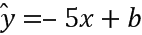 ŷ =– 5x + b